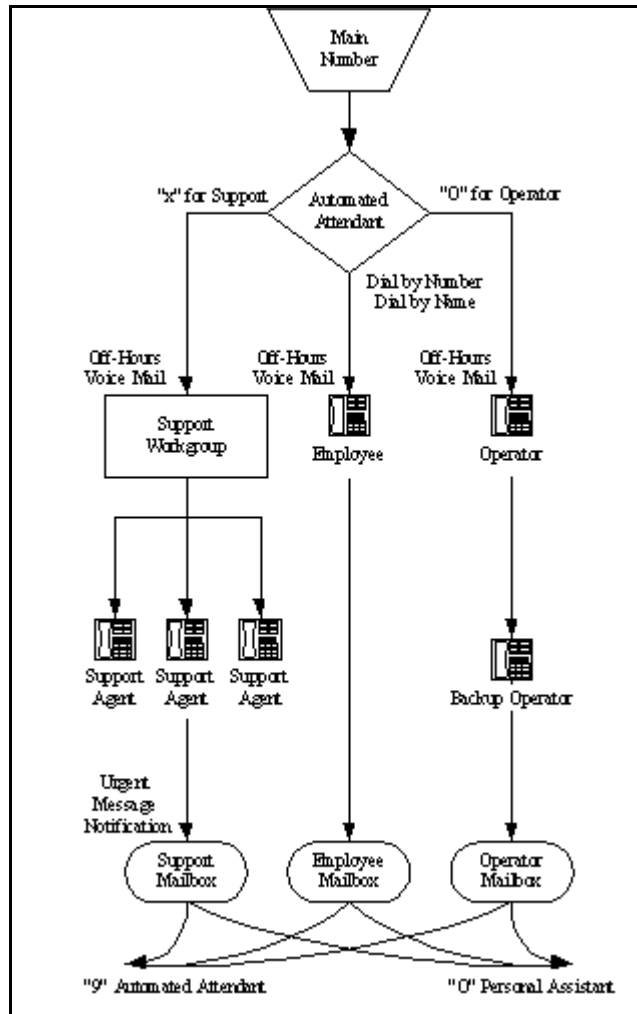 Main
Number
"x" for Support
Automated
Attendant
"0" for Operator
Dial by Number
Dial by Name
Off-Hours
Voice Mail
Off-Hours
Voice Mail
Off-Hours
Voice Mail
Support
Workgroup
Employee
Operator
Support
Agent
Support
Agent
Support
Agent
Backup Operator
Urgent
Message
Notification
Support
Mailbox
Employee
Mailbox
Operator
Mailbox
"9" Automated Attendant
"0" Personal Assistant